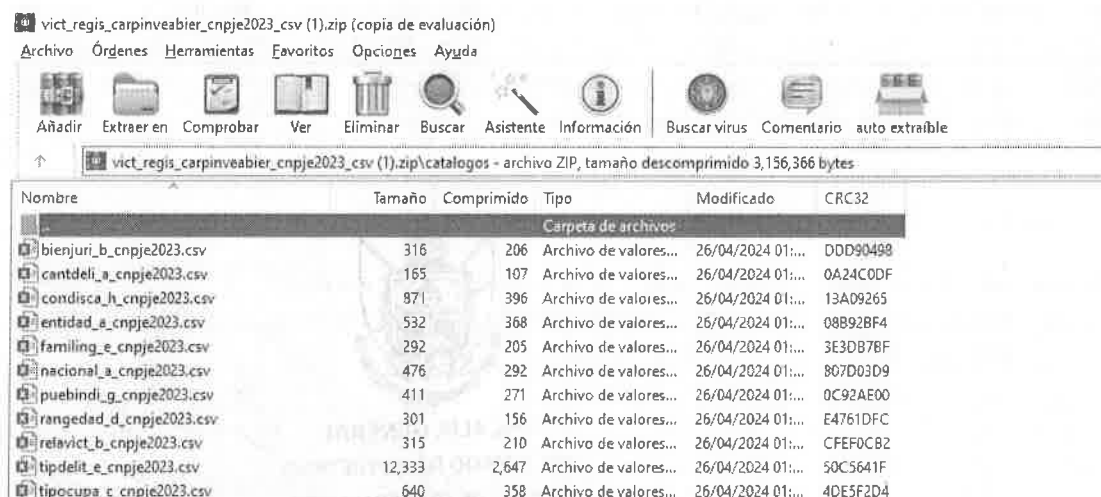 vict_regis_carpinveabier_cnpje2023_csv (1).zip (copia de evaluación)
Archivo Órdenes Herramientas Favoritos Opciones Ayuda
Añadir Extraer en Comprobar Ver Eliminar Buscar Asistente Información Buscar virus Comentario auto extraíble
vict_regis_carpinveabier_cnpje2023_csv (1).zip\catalogos - archivo ZIP, tamaño descomprimido 3,156,366 bytes
Nombre Tamaño Comprimido Tipo Modificado CRC32
.. Carpeta de archivos
bienjuri_b_cnpje2023.csv 316 206 Archivo de valores... 26/04/2024 01:... DDD90498
cantdeli_a_cnpje2023.csv 165 107 Archivo de valores... 26/04/2024 01:... 0A24C0DF
condisca_h_cnpje2023.csv 871 396 Archivo de valores... 26/04/2024 01:... 13A09265
entidad_a_cnpje2023.csv 532 368 Archivo de valores... 26/04/2024 01:... 08B92BF4
familing_e_cnpje2023.csv 292 205 Archivo de valores... 26/04/2024 01:... 3E3DB7BF
nacional_a_cnpje2023.csv 476 292 Archivo de valores... 26/04/2024 01:... 807D03D9
puebindi_g_cnpje2023.csv 411 271 Archivo de valores... 26/04/2024 01:... 0C92AE00
rangedad_d_cnpje2023.csv 301 156 Archivo de valores... 26/04/2024 01:... E4761DFC
relavict_b_cnpje2023.csv 315 210 Archivo de valores... 26/04/2024 01:... CFEF0CB2
tipdelit_e_cnpje2023.csv 12,333 2,647 Archivo de valores... 26/04/2024 01:... 50C5641F
tipocupa_c_cnpje2023.csv 640 358 Archivo de valores... 26/04/2024 01:... 4DE5F2D4